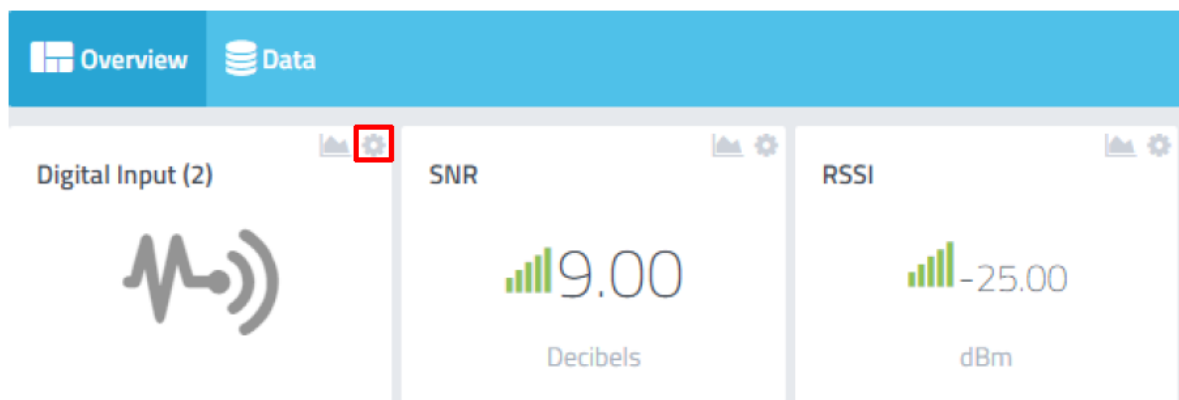 Overview Data
Digital Input (2) SNR RSSI
9.00 -25.00
Decibels dBm